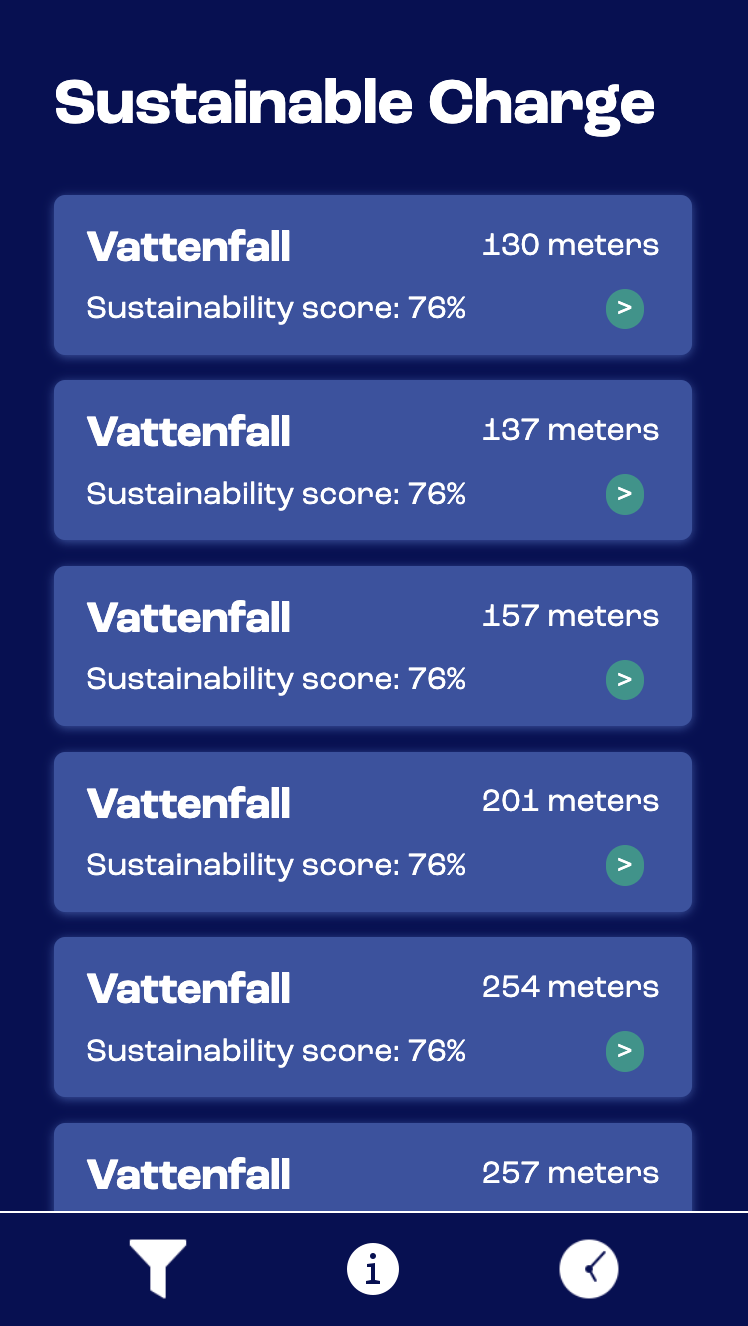 Sustainable Charge
Vattenfall 130 meters
Sustainability score: 76% >
Vattenfall 137 meters
Sustainability score: 76% >
Vattenfall 157 meters
Sustainability score: 76% >
Vattenfall 201 meters
Sustainability score: 76% >
Vattenfall 254 meters
Sustainability score: 76% >
Vattenfall 257 meters
i